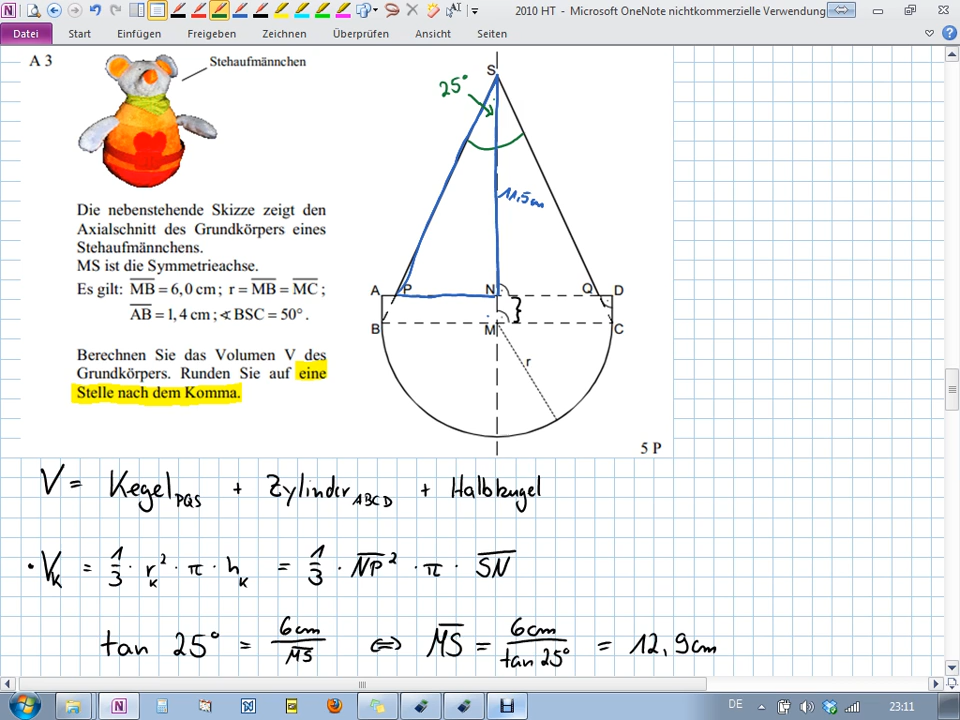 2010 HT - Microsoft OneNote nichtkommerzielle Verwendung
Datei Start Einfügen Freigeben Zeichnen Überprüfen Ansicht Seiten
A 3
Stehaufmännchen
Die nebenstehende Skizze zeigt den
Axialschnitt des Grundkörpers eines
Stehaufmännchens.
MS ist die Symmetrieachse.
Es gilt: MB = 6,0 cm ; r = MB = MC ;
AB = 1,4 cm ; ∢ BSC = 50° .
Berechnen Sie das Volumen V des
Grundkörpers. Runden Sie auf eine
Stelle nach dem Komma.
S
25°
11,5cm
A P N Q D
B M C
r
5 P
V = Kegel PQS + Zylinder ABCD + Halbkugel
• V_K = 1/3 · r_K² · π · h_K = 1/3 · NP² · π · SN
tan 25° = 6cm/MS ⇔ MS = 6cm/tan 25° = 12,9cm
DE 23:11